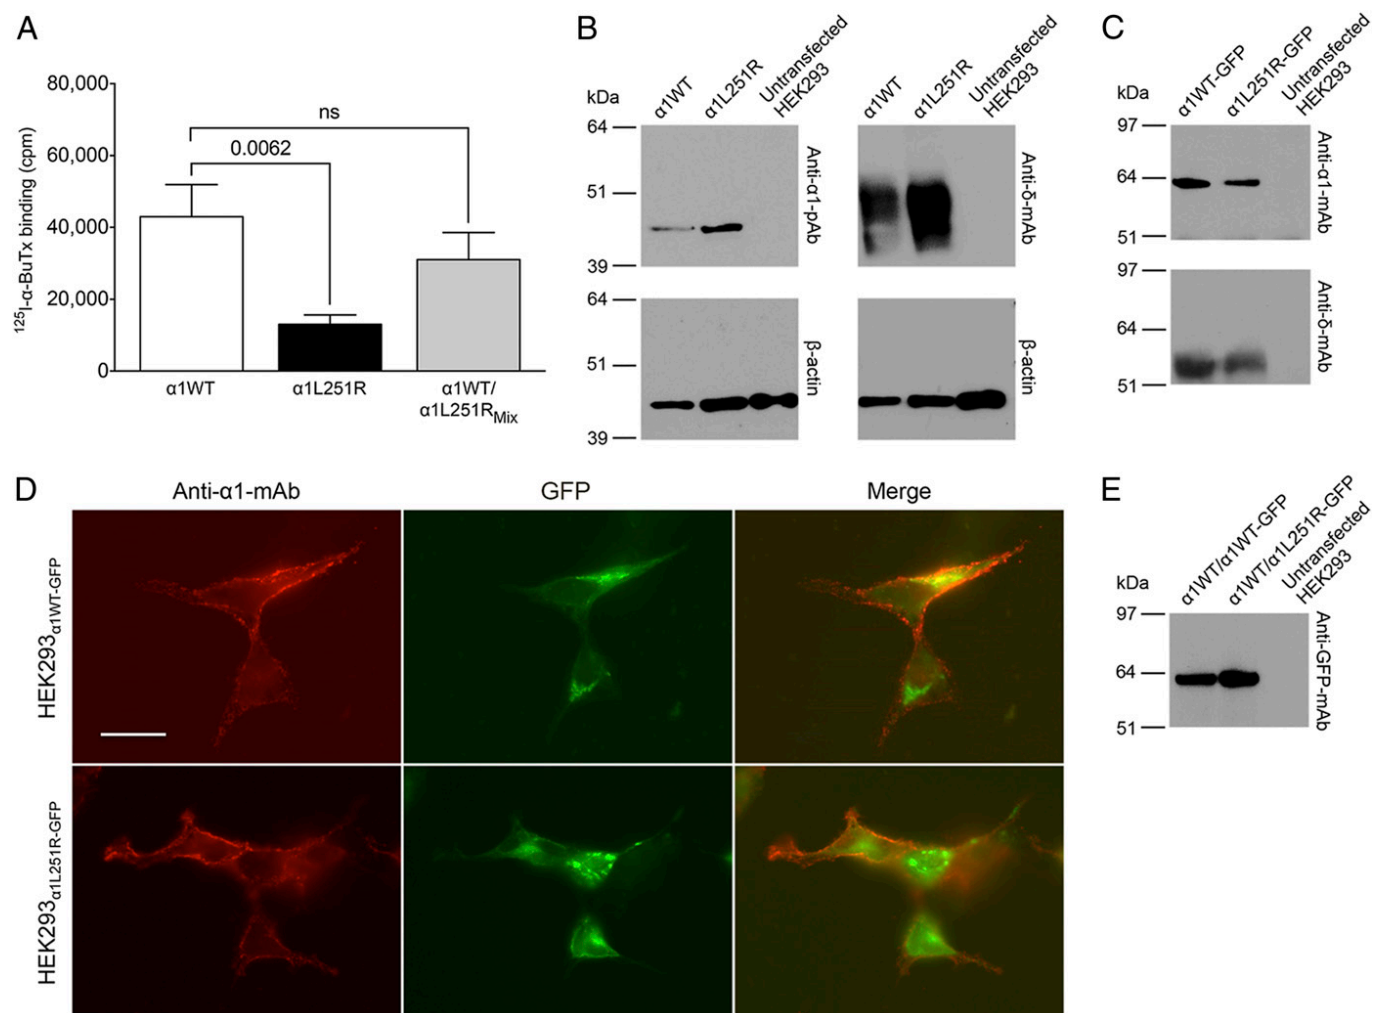 A
80,000
60,000
40,000
20,000
0
¹²⁵I-α-BuTx binding (cpm)
ns
0.0062
α1WT
α1L251R
α1WT/
α1L251R_Mix
B
kDa
α1WT
α1L251R
Untransfected
HEK293
64
51
39
Anti-α1-pAb
64
51
39
β-actin
α1WT
α1L251R
Untransfected
HEK293
Anti-δ-mAb
β-actin
C
kDa
α1WT-GFP
α1L251R-GFP
Untransfected
HEK293
97
64
51
Anti-α1-mAb
97
64
51
Anti-δ-mAb
D
Anti-α1-mAb
GFP
Merge
HEK293α1WT-GFP
HEK293α1L251R-GFP
E
kDa
α1WT/α1WT-GFP
α1WT/α1L251R-GFP
Untransfected
HEK293
97
64
51
Anti-GFP-mAb